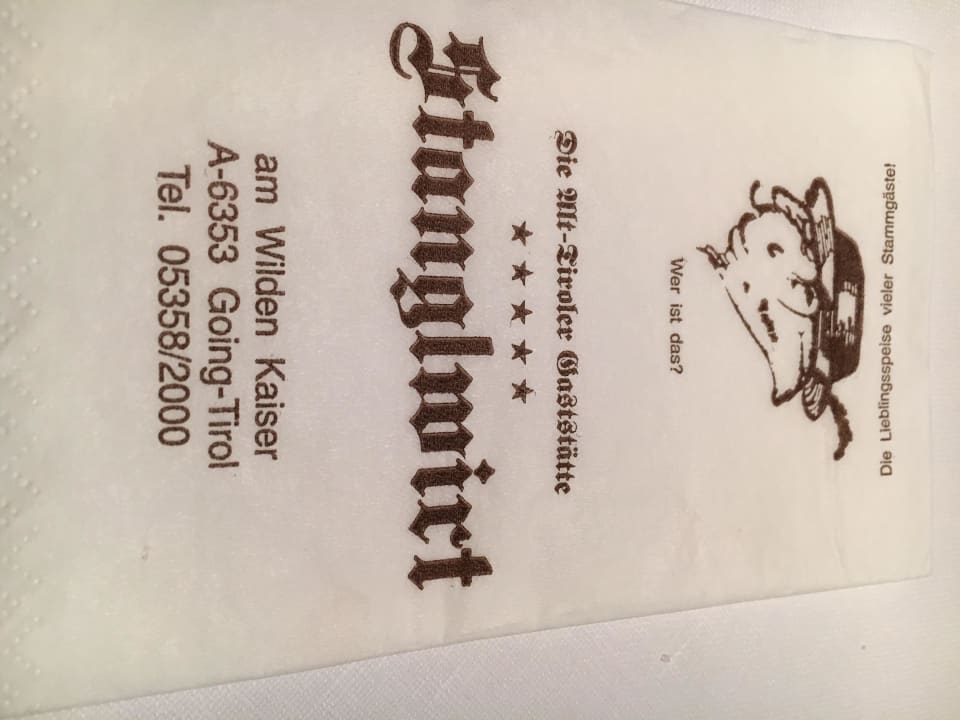 Die Lieblingsspeise vieler Stammgäste!
Wer ist das?
Die Alt-Tiroler Gaststätte
Stanglwirt
am Wilden Kaiser
A-6353 Going-Tirol
Tel. 05358/2000